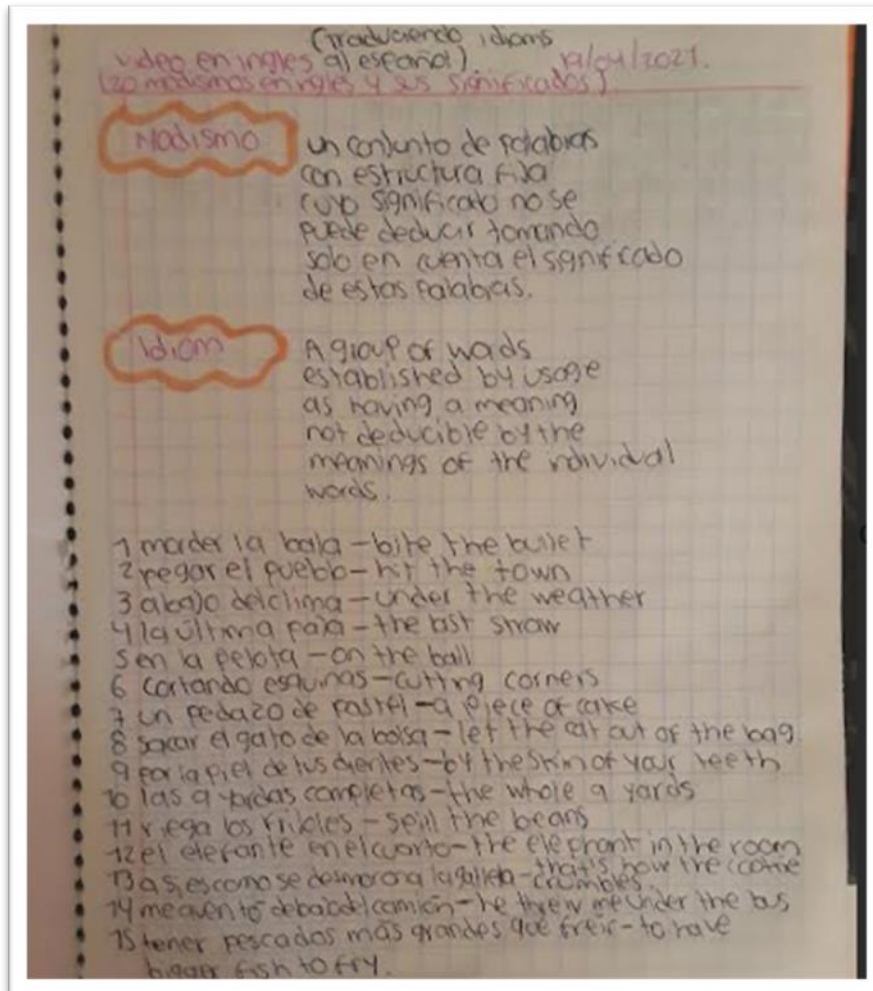 (traduciendo idioms
video en ingles al español). 19/04/2021.
(20 modismos en ingles y sus significados).
Modismo un conjunto de palabras
con estructura fija
cuyo significado no se
puede deducir tomando
solo en cuenta el significado
de estas palabras.
Idiom A group of words
established by usage
as having a meaning
not deducible by the
meanings of the individual
words.
1 morder la bala - bite the bullet
2 pegar el pueblo - hit the town
3 abajo del clima - under the weather
4 la última paja - the last straw
5 en la pelota - on the ball
6 cortando esquinas - cutting corners
7 un pedazo de pastel - a piece of cake
8 sacar el gato de la bolsa - let the cat out of the bag
9 por la piel de tus dientes - by the skin of your teeth
10 las 9 yardas completas - the whole 9 yards
11 riega los frijoles - spill the beans
12 el elefante en el cuarto - the elephant in the room
13 asi es como se desmorona la galleta - that's how the cookie
crumbles.
14 me aventó debajo del camión - he threw me under the bus
15 tener pescados más grandes que freir - to have
bigger fish to fry.